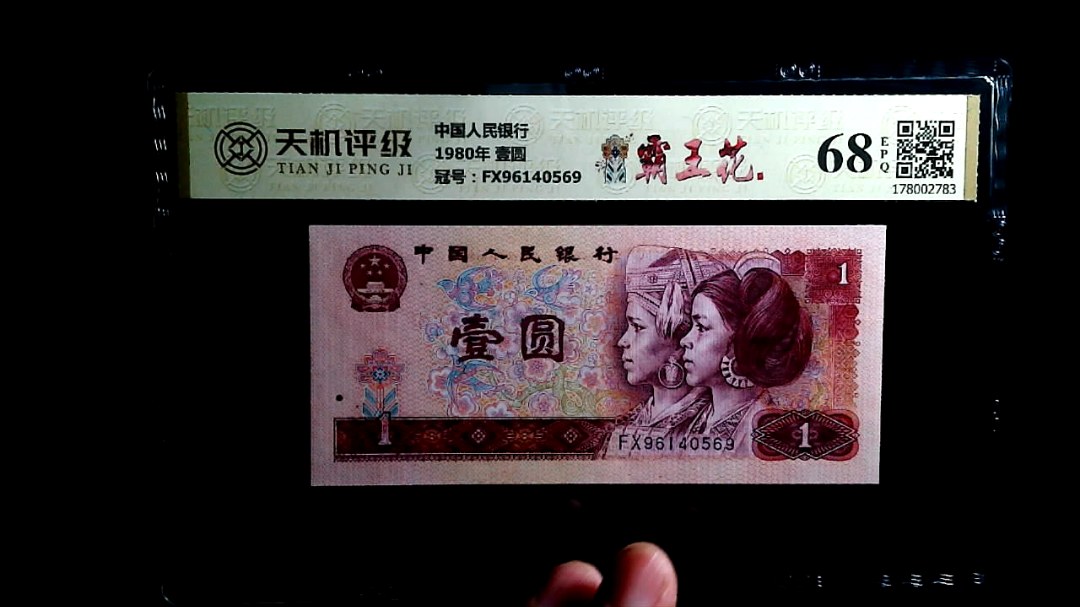 天机评级
TIAN JI PING JI
中国人民银行
1980年 壹圆
冠号：FX96140569
霸王花
68
EPQ
178002783
中国人民银行
1
壹圆
1
FX96140569
1